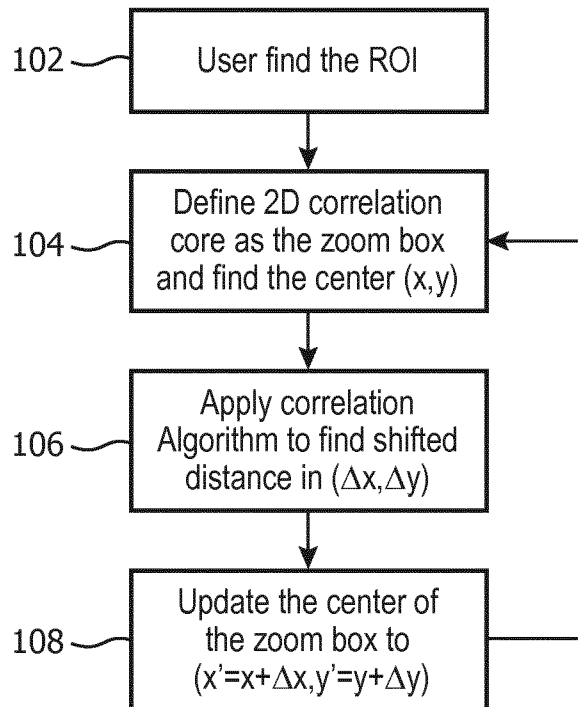 102
User find the ROI
104
Define 2D correlation
core as the zoom box
and find the center (x,y)
106
Apply correlation
Algorithm to find shifted
distance in (Δx,Δy)
108
Update the center of
the zoom box to
(x’=x+Δx,y’=y+Δy)